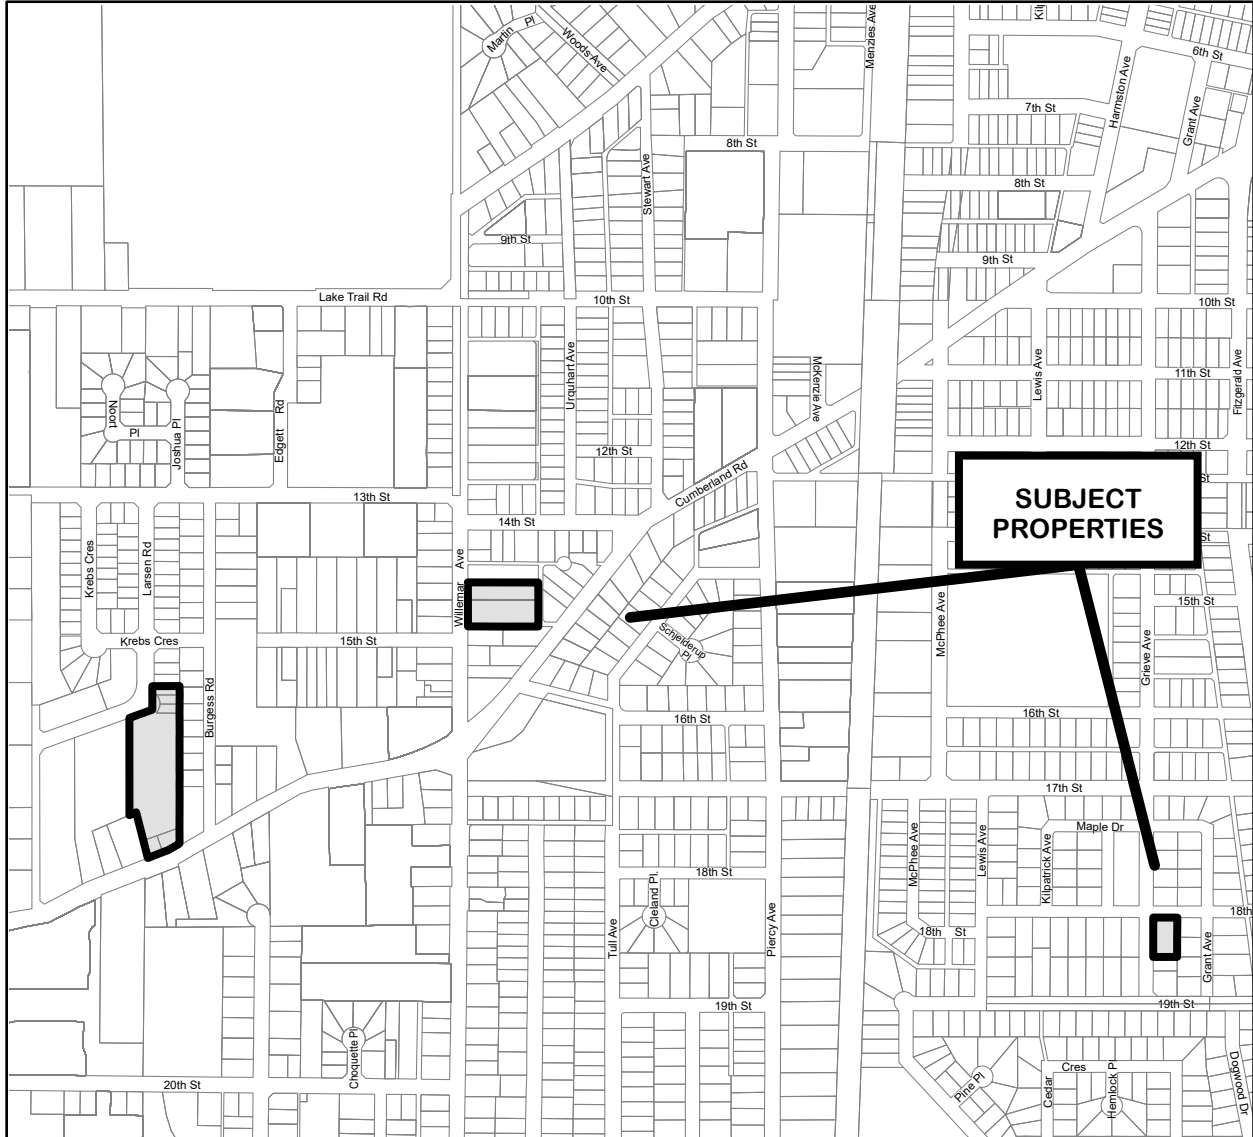 Martin Pl
Woods Ave
Menzies Ave
6th St
Harmston Ave
Grant Ave
7th St
8th St
Stewart Ave
8th St
9th St
9th St
Lake Trail Rd
10th St
10th St
Noort
Pl
Joshua Pl
Edgett Rd
Urquhart Ave
McKenzie Ave
Lewis Ave
11th St
Fitzgerald Ave
12th St
12th St
Cumberland Rd
13th St
14th St
SUBJECT
PROPERTIES
St
St
Krebs Cres
Larsen Rd
Willemar Ave
McPhee Ave
15th St
Krebs Cres
15th St
Schjelderup
Pl
Grieve Ave
Burgess Rd
16th St
16th St
17th St
Maple Dr
McPhee Ave
Lewis Ave
Kilpatrick Ave
18th St
Cleland Pl.
18th
18th St
Tull Ave
Piercy Ave
Grant Ave
19th St
19th St
Choquette Pl
20th St
Pine Pl
Cedar
Cres
Hemlock Pl
Dogwood Dr